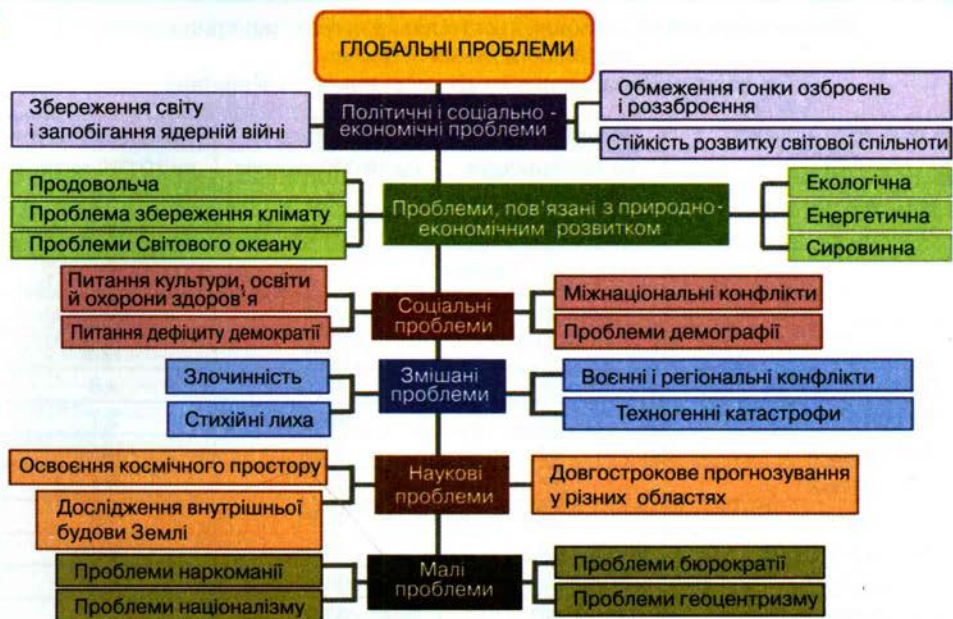 ГЛОБАЛЬНІ ПРОБЛЕМИ
Збереження світу
і запобігання ядерній війні
Політичні і соціально-
економічні проблеми
Обмеження гонки озброєнь
і роззброєння
Стійкість розвитку світової спільноти
Продовольча
Проблема збереження клімату
Проблеми Світового океану
Проблеми, пов'язані з природно-
економічним розвитком
Екологічна
Енергетична
Сировинна
Питання культури, освіти
й охорони здоров'я
Питання дефіциту демократії
Соціальні
проблеми
Міжнаціональні конфлікти
Проблеми демографії
Злочинність
Стихійні лиха
Змішані
проблеми
Воєнні і регіональні конфлікти
Техногенні катастрофи
Освоєння космічного простору
Дослідження внутрішньої
будови Землі
Наукові
проблеми
Довгострокове прогнозування
у різних областях
Проблеми наркоманії
Проблеми націоналізму
Малі
проблеми
Проблеми бюрократії
Проблеми геоцентризму